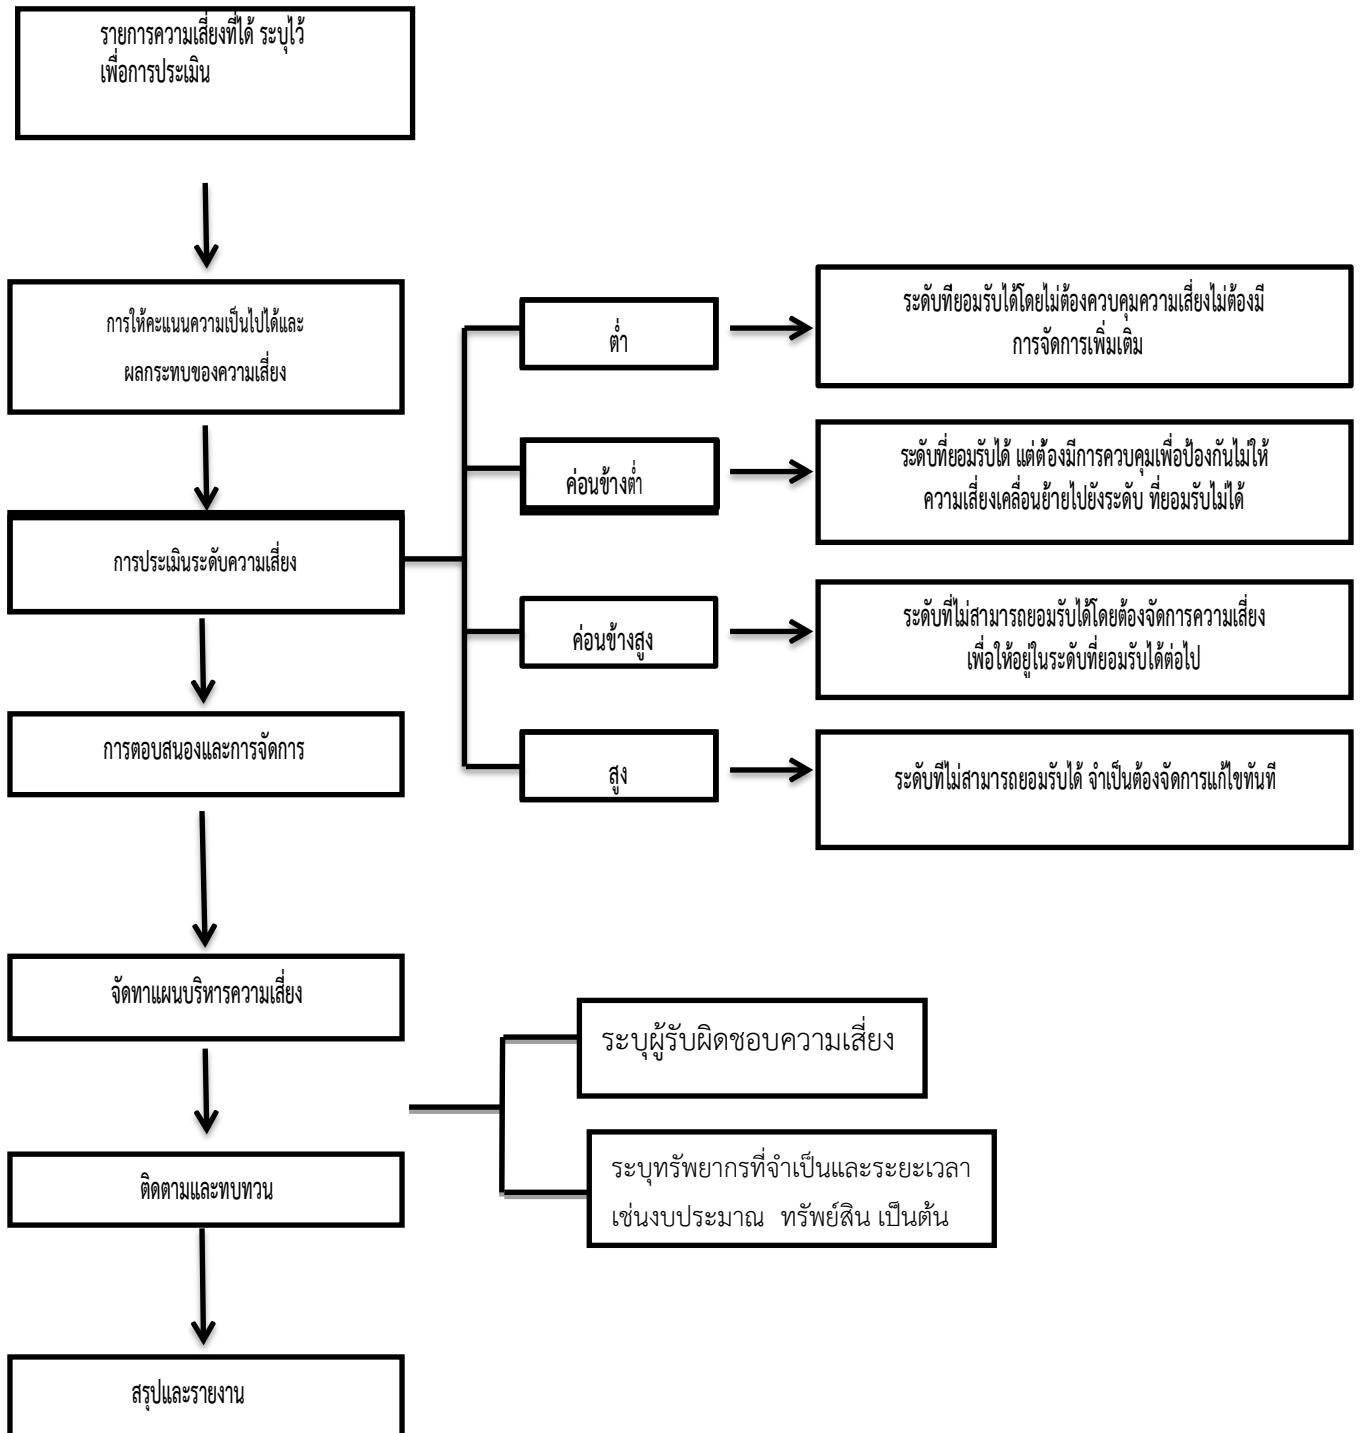 รายการความเสี่ยงที่ได้ ระบุไว้
เพื่อการประเมิน
การให้คะแนนความเป็นไปได้และ
ผลกระทบของความเสี่ยง
การประเมินระดับความเสี่ยง
การตอบสนองและการจัดการ
จัดทาแผนบริหารความเสี่ยง
ติดตามและทบทวน
สรุปและรายงาน
ต่ำ
ระดับทียอมรับได้โดยไม่ต้องควบคุมความเสี่ยงไม่ต้องมี
การจัดการเพิ่มเติม
ค่อนข้างต่ำ
ระดับที่ยอมรับได้ แต่ต้องมีการควบคุมเพื่อป้องกันไม่ให้
ความเสี่ยงเคลื่อนย้ายไปยังระดับ ที่ยอมรับไม่ได้
ค่อนข้างสูง
ระดับที่ไม่สามารถยอมรับได้โดยต้องจัดการความเสี่ยง
เพื่อให้อยู่ในระดับที่ยอมรับได้ต่อไป
สูง
ระดับทีไม่สามารถยอมรับได้ จำเป็นต้องจัดการแก้ไขทันที
ระบุผู้รับผิดชอบความเสี่ยง
ระบุทรัพยากรที่จำเป็นและระยะเวลา
เช่นงบประมาณ ทรัพย์สิน เป็นต้น